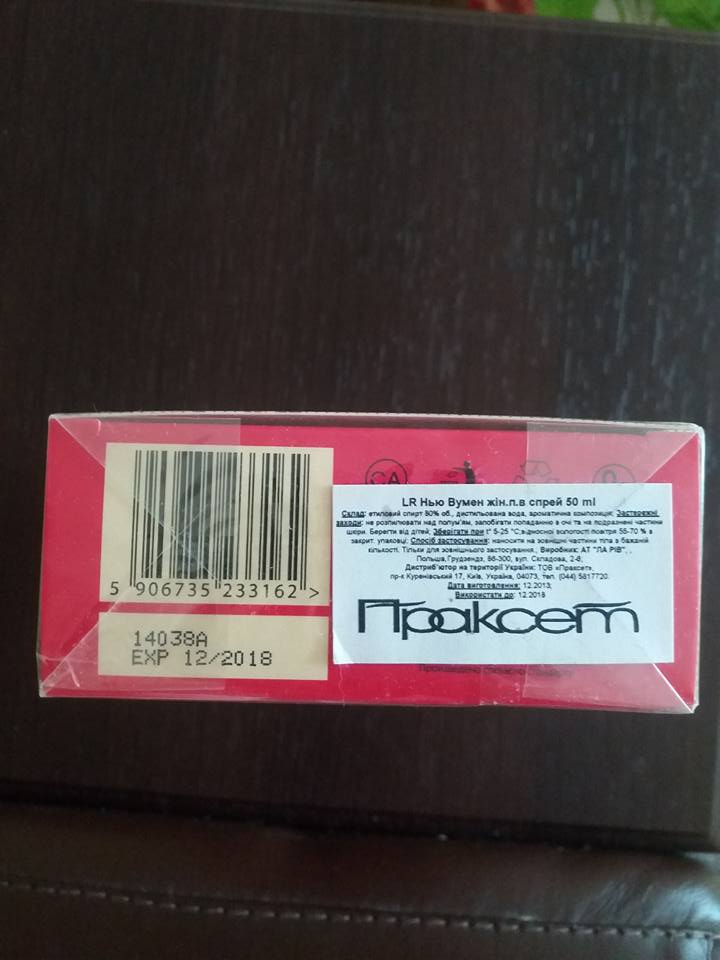 5 906735 233162 >
14038A
EXP 12/2018
LR Нью Вумен жін.п.в спрей 50 ml
Склад: етиловий спирт 80% об., дистильована вода, ароматична композиція; Застережні
заходи: не розпилювати над полум'ям, запобігати попаданню в очі та на подразнені частини
шкіри. Берегти від дітей; Зберігати при t° 5-25 °C,відносної вологості повітря 55-70 % в
закрит. упаковці; Спосіб застосування: наносити на зовнішні частини тіла в бажаній
кількості. Тільки для зовнішнього застосування.; Виробник: АТ "ЛА РІВ", ,
Польща,Грудзендз, 86-300, вул. Складова, 2-6;
Дистриб'ютор на території України: ТОВ «Праксет»,
пр-к Куренівський 17, Київ, Україна, 04073, тел. (044) 5817720.
Дата виготовлення: 12.2013;
Використати до: 12.2018
Праксет